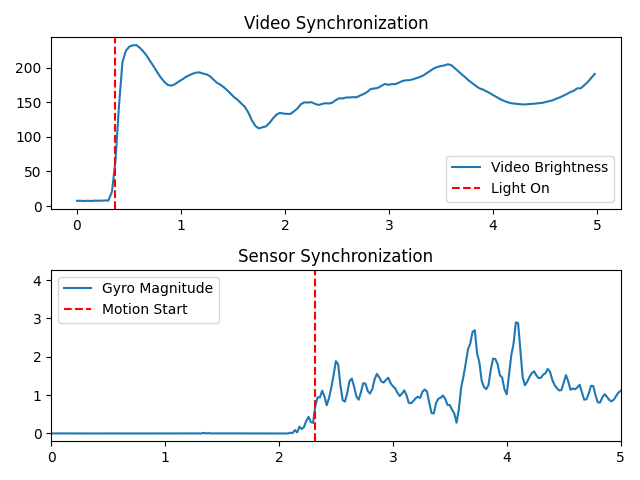 Video Synchronization
200
150
100
50
0
Video Brightness
Light On
0 1 2 3 4 5
Sensor Synchronization
4
3
2
1
0
Gyro Magnitude
Motion Start
0 1 2 3 4 5